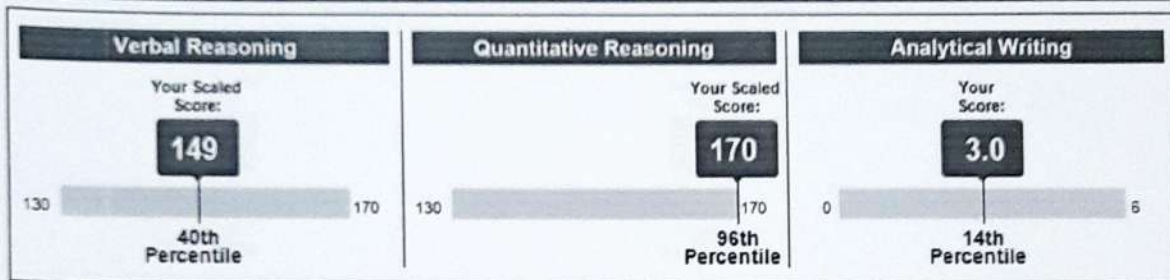 Verbal Reasoning
Your Scaled
Score:
149
130
170
40th
Percentile
Quantitative Reasoning
Your Scaled
Score:
170
130
170
96th
Percentile
Analytical Writing
Your
Score:
3.0
0
6
14th
Percentile